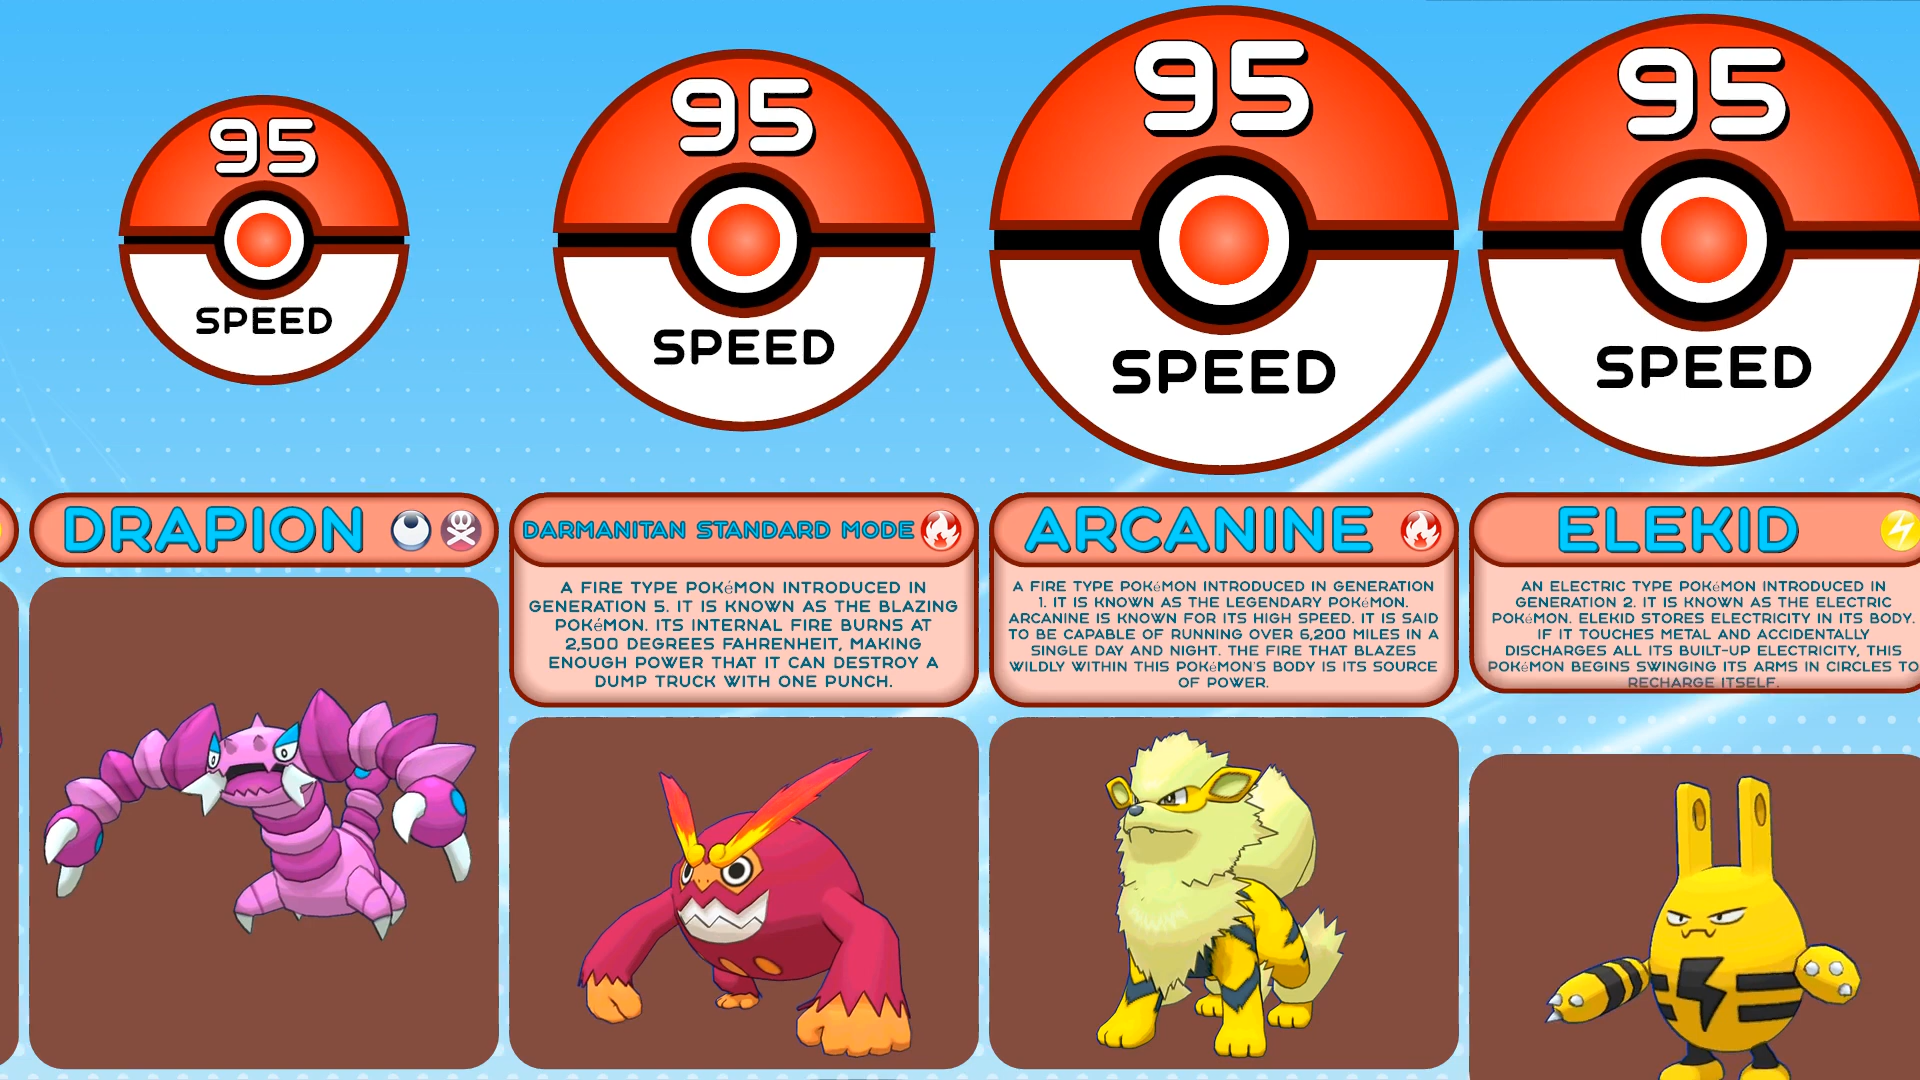 95
SPEED
95
SPEED
95
SPEED
95
SPEED
DRAPION
DARMANITAN STANDARD MODE
A FIRE TYPE POKéMON INTRODUCED IN
GENERATION 5. IT IS KNOWN AS THE BLAZING
POKéMON. ITS INTERNAL FIRE BURNS AT
2,500 DEGREES FAHRENHEIT, MAKING
ENOUGH POWER THAT IT CAN DESTROY A
DUMP TRUCK WITH ONE PUNCH.
ARCANINE
A FIRE TYPE POKéMON INTRODUCED IN GENERATION
1. IT IS KNOWN AS THE LEGENDARY POKéMON.
ARCANINE IS KNOWN FOR ITS HIGH SPEED. IT IS SAID
TO BE CAPABLE OF RUNNING OVER 6,200 MILES IN A
SINGLE DAY AND NIGHT. THE FIRE THAT BLAZES
WILDLY WITHIN THIS POKéMON'S BODY IS ITS SOURCE
OF POWER.
ELEKID
AN ELECTRIC TYPE POKéMON INTRODUCED IN
GENERATION 2. IT IS KNOWN AS THE ELECTRIC
POKéMON. ELEKID STORES ELECTRICITY IN ITS BODY.
IF IT TOUCHES METAL AND ACCIDENTALLY
DISCHARGES ALL ITS BUILT-UP ELECTRICITY, THIS
POKéMON BEGINS SWINGING ITS ARMS IN CIRCLES TO
RECHARGE ITSELF.